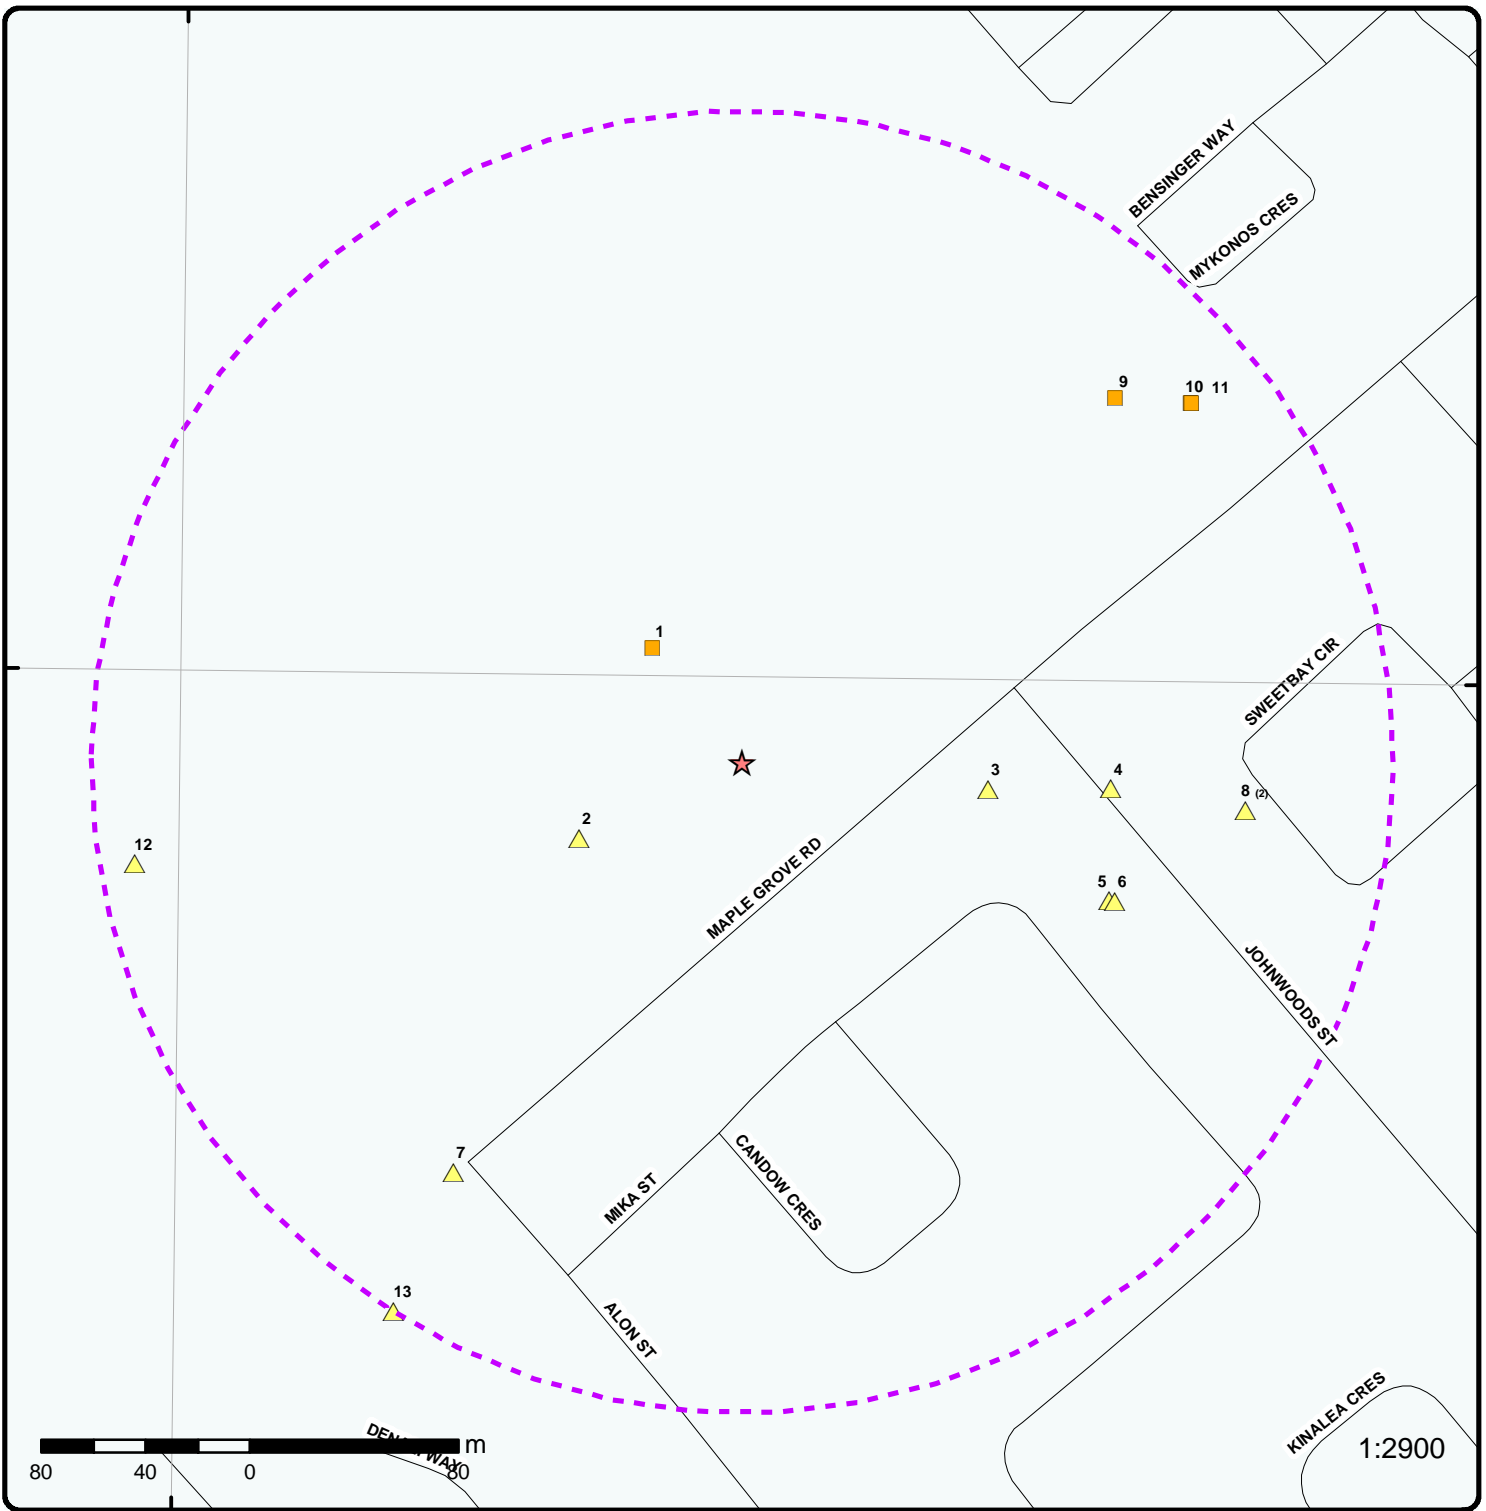 BENSINGER WAY
MYKONOS CRES
9
10 11
1
SWEETBAY CIR
3
4
8 (2)
2
12
MAPLE GROVE RD
5 6
JOHNWOODS ST
7
CANDOW CRES
MIKA ST
13
ALON ST
KINALEA CRES
WAY
m
1:2900
80 40 0 80